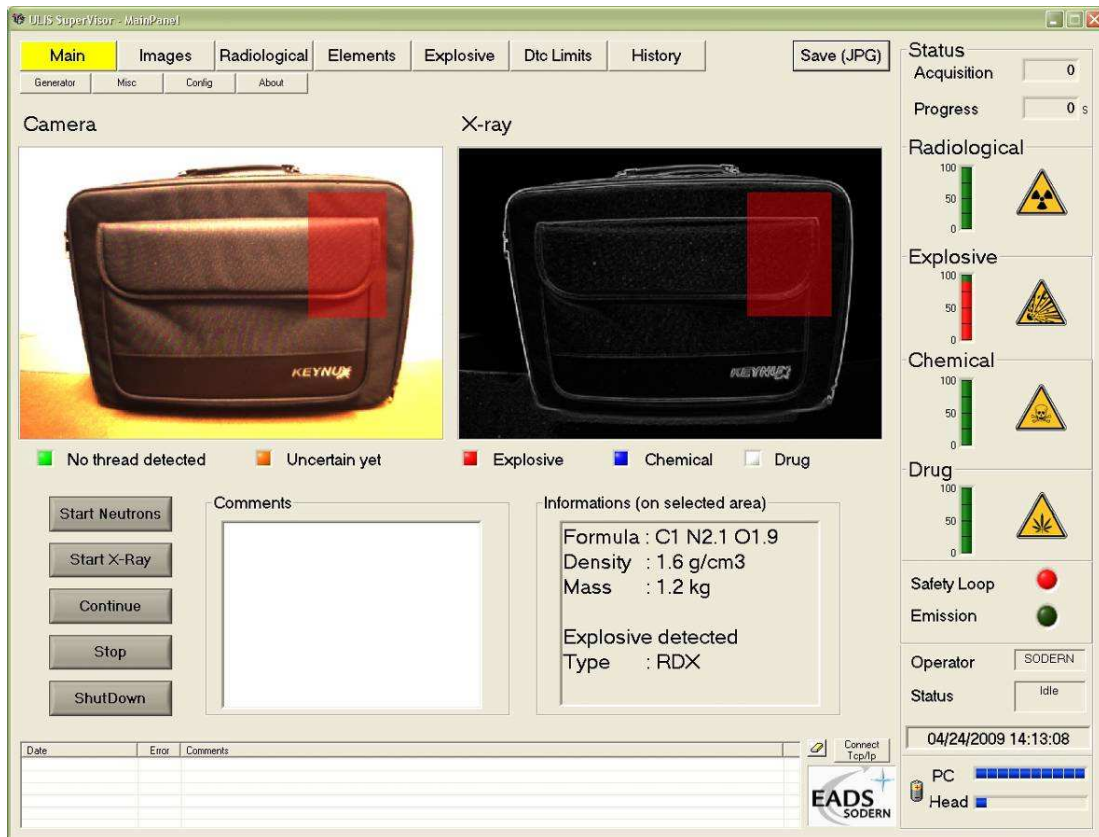 ULIS SuperVisor - MainPanel
Main Images Radiological Elements Explosive Dtc Limits History Save (JPG)
Generator Misc Config About
Camera
X-ray
KEYNUX
KEYNUX
No thread detected Uncertain yet Explosive Chemical Drug
Start Neutrons
Start X-Ray
Continue
Stop
ShutDown
Comments
Informations (on selected area)
Formula : C1 N2.1 O1.9
Density : 1.6 g/cm3
Mass : 1.2 kg
Explosive detected
Type : RDX
Date Error Comments
Connect
Tcp/Ip
EADS
SODERN
Status
Acquisition 0
Progress 0 s
Radiological
100
50
0
Explosive
100
50
0
Chemical
100
50
0
Drug
100
50
0
Safety Loop
Emission
Operator SODERN
Status Idle
04/24/2009 14:13:08
PC
Head